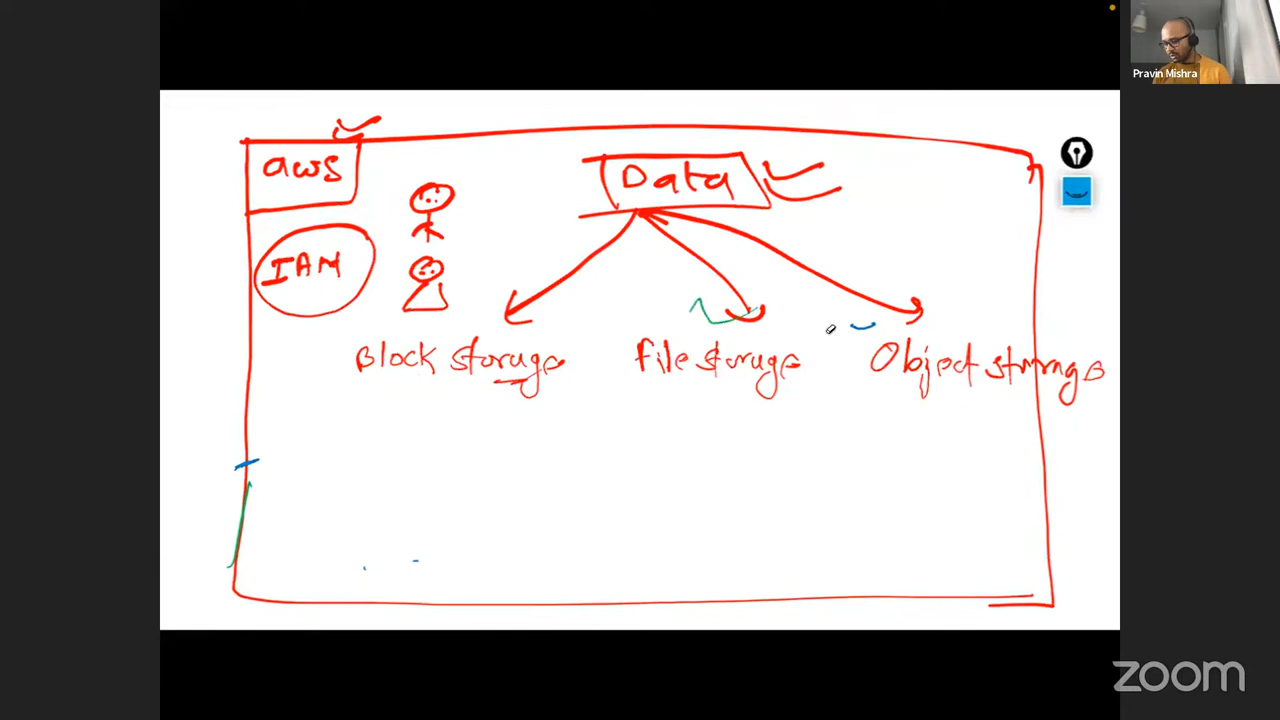 Pravin Mishra
aws
Data
IAM
Block storage
File storage
Object storage
zoom